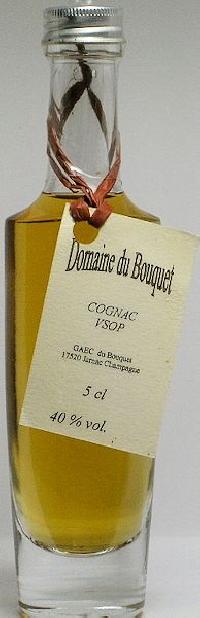 Domaine du Bouquet
COGNAC
VSOP
GAEC du Bouquet
17520 Jarnac Champagne
5 cl
40 % vol.